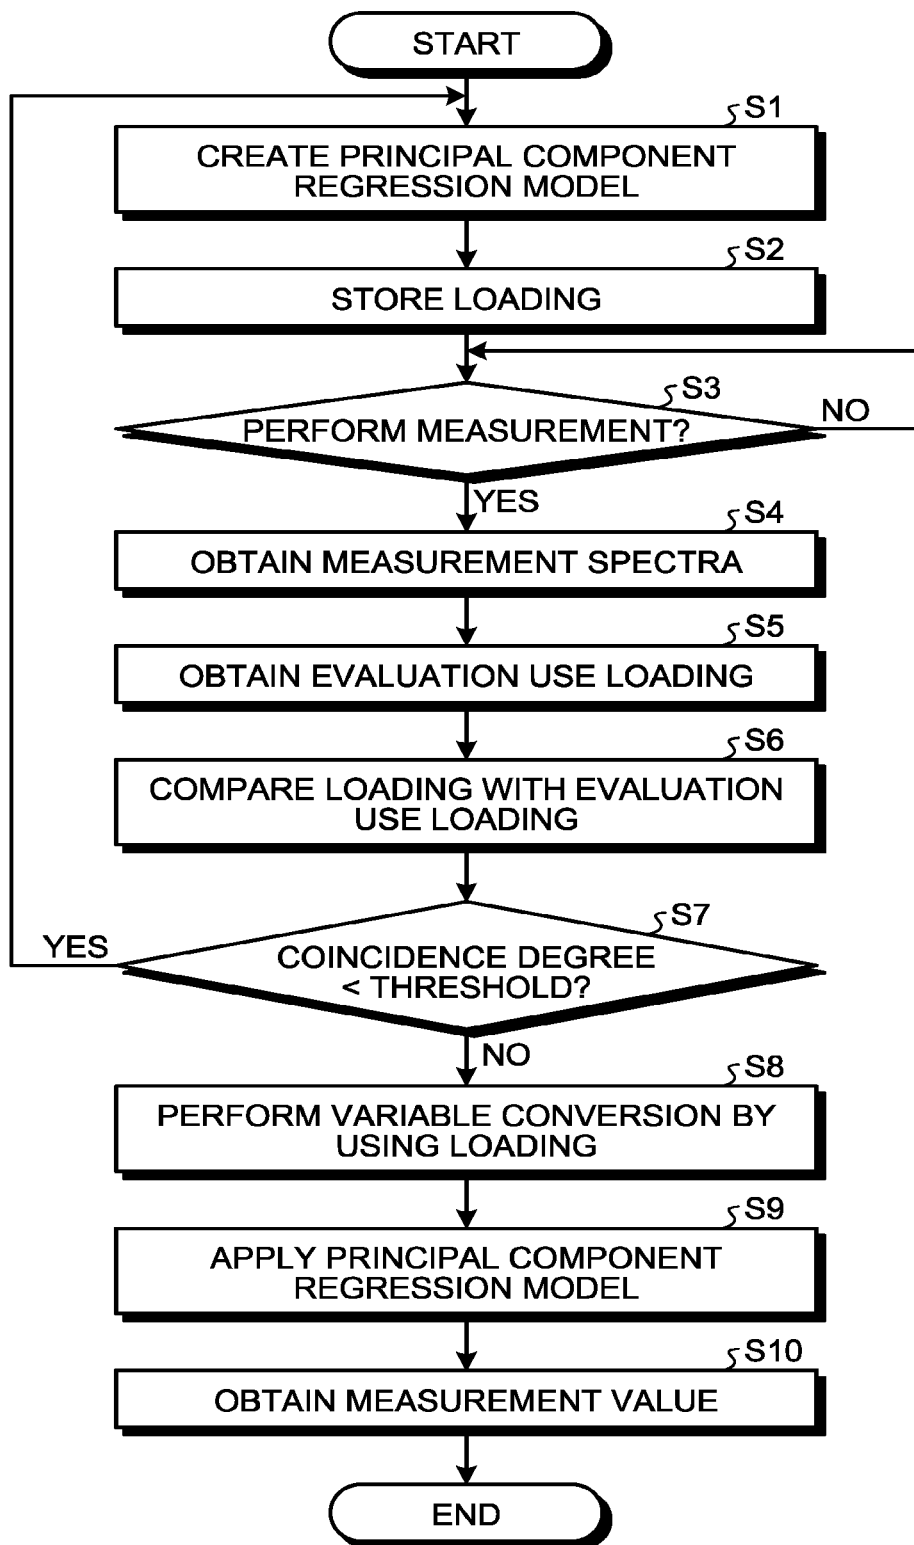 START
S1
CREATE PRINCIPAL COMPONENT
REGRESSION MODEL
S2
STORE LOADING
S3
PERFORM MEASUREMENT?
NO
YES
S4
OBTAIN MEASUREMENT SPECTRA
S5
OBTAIN EVALUATION USE LOADING
S6
COMPARE LOADING WITH EVALUATION
USE LOADING
S7
YES
COINCIDENCE DEGREE
< THRESHOLD?
NO
S8
PERFORM VARIABLE CONVERSION BY
USING LOADING
S9
APPLY PRINCIPAL COMPONENT
REGRESSION MODEL
S10
OBTAIN MEASUREMENT VALUE
END